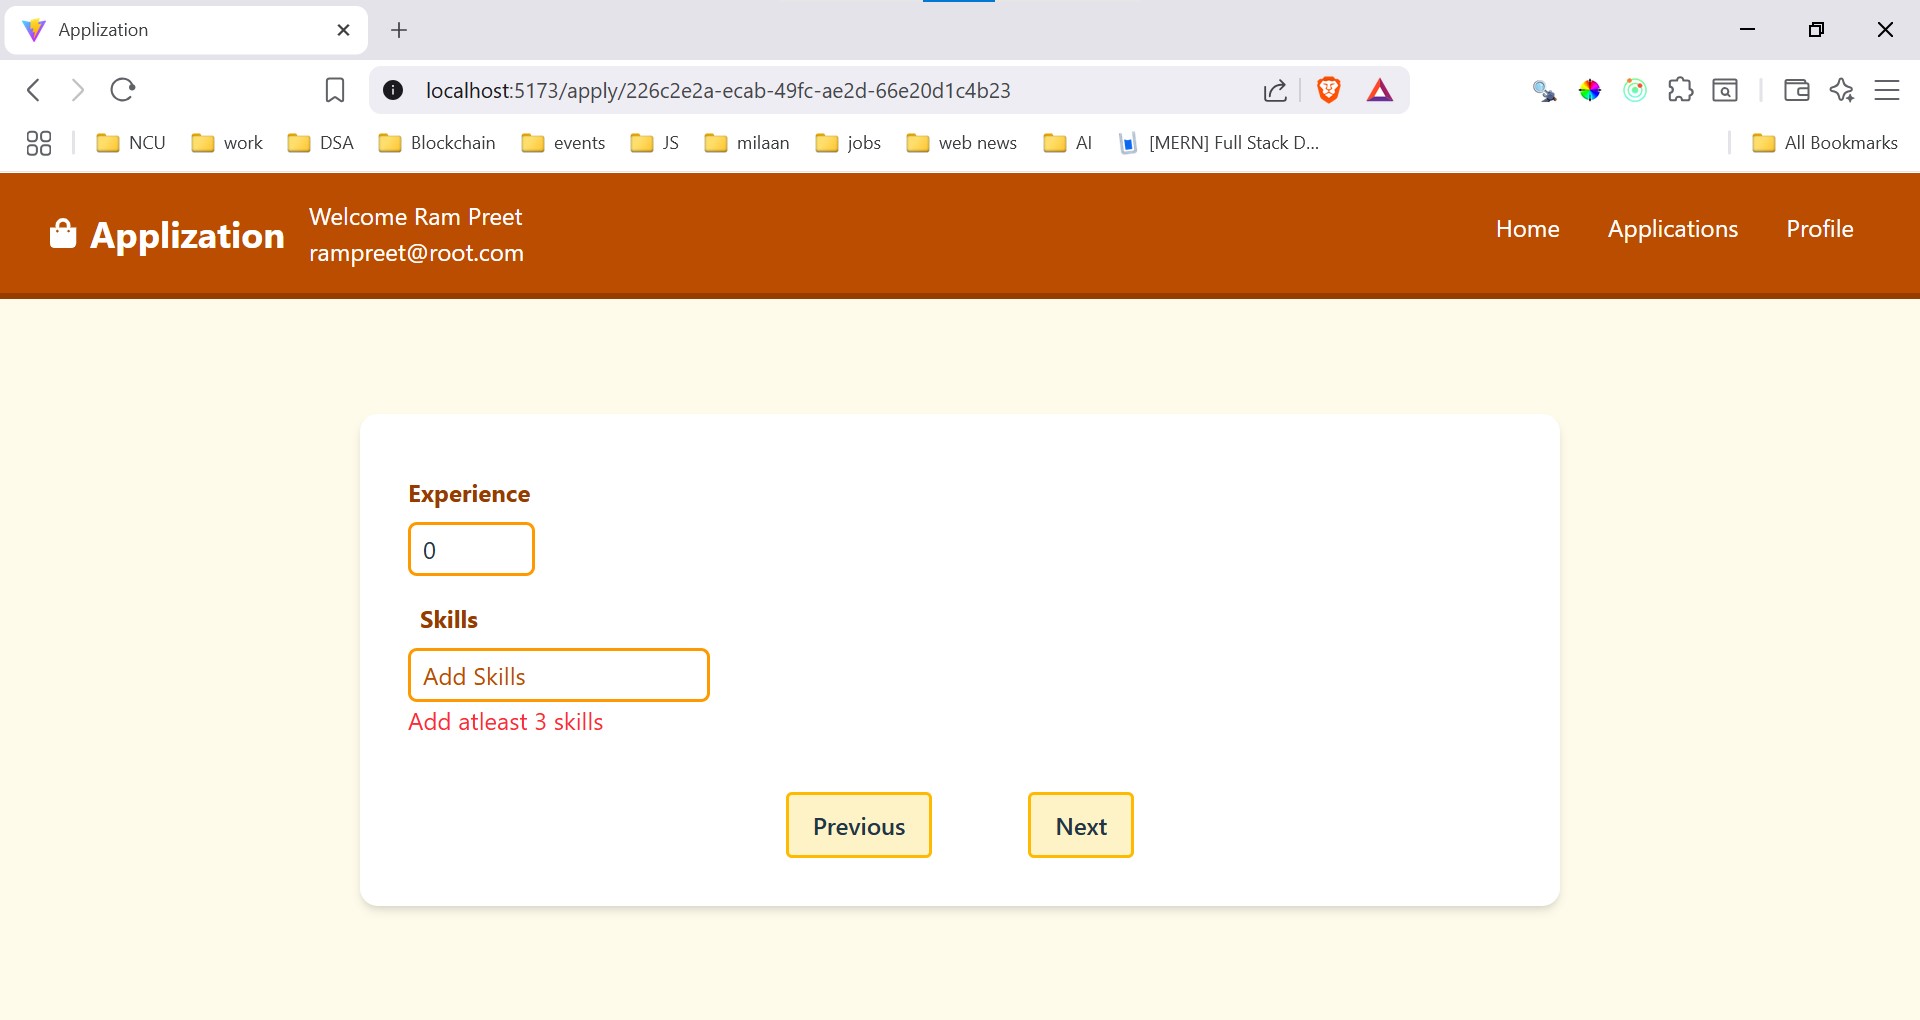 Applization
localhost:5173/apply/226c2e2a-ecab-49fc-ae2d-66e20d1c4b23
NCU work DSA Blockchain events JS milaan jobs web news AI [MERN] Full Stack D... All Bookmarks
Applization
Welcome Ram Preet
rampreet@root.com
Home Applications Profile
Experience
0
Skills
Add Skills
Add atleast 3 skills
Previous Next